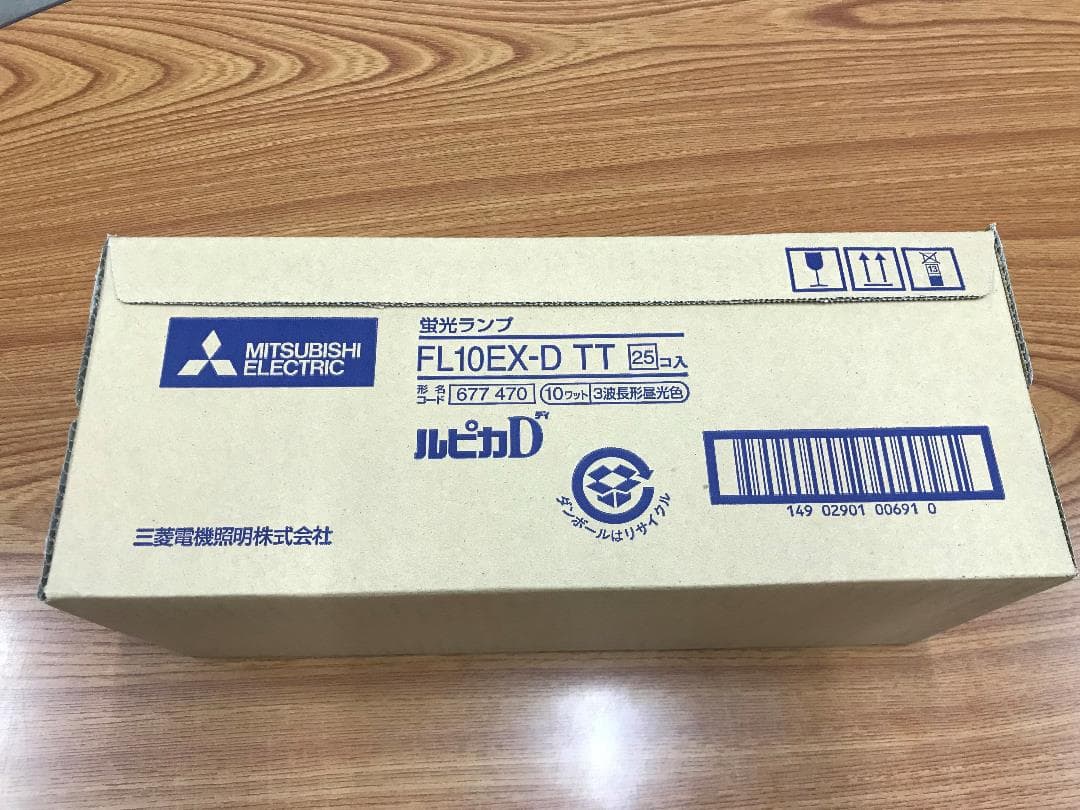 13
MITSUBISHI
ELECTRIC
蛍光ランプ
FL10EX-D TT 25コ入
形名コード 677 470 10ワット 3波長形昼光色
ルピカD
ディ
ダンボールはリサイクル
149 02901 00691 0
三菱電機照明株式会社